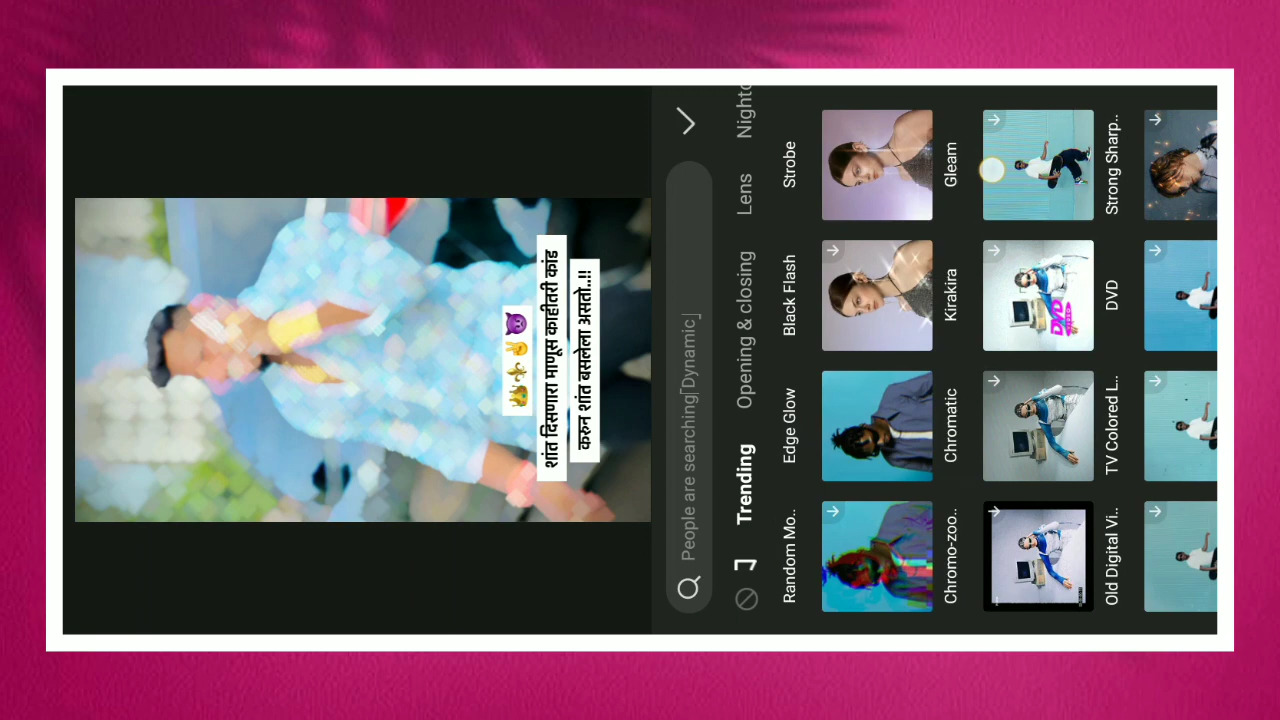 👑⚜️✌️😈
शांत दिसणारा माणूस काहीतरी कांड
करुन शांत बसलेला असतो..!!
People are searching「Dynamic」
Trending
Opening & closing
Lens
Random Mo..
Edge Glow
Black Flash
Strobe
Chromo-zoo..
Chromatic
Kirakira
Gleam
Old Digital Vi..
TV Colored L..
DVD
Strong Sharp..
DVD